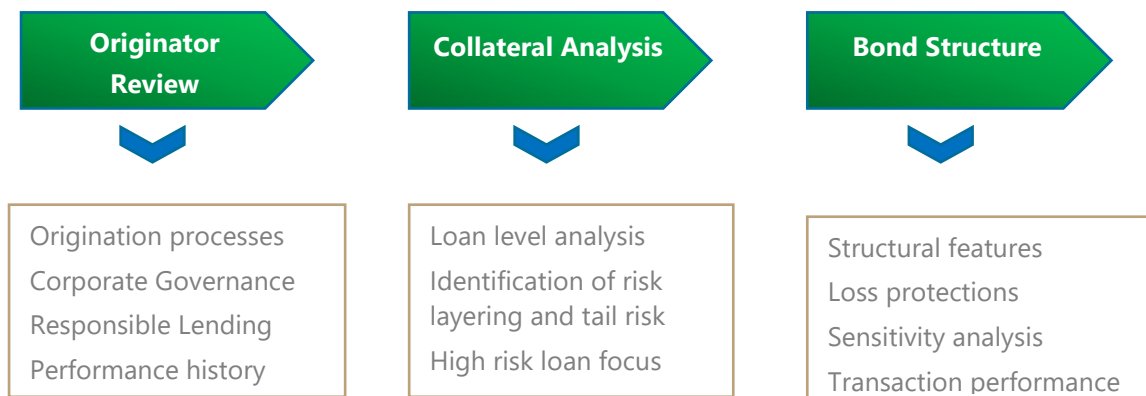 Originator
Review
Collateral Analysis
Bond Structure
Origination processes
Corporate Governance
Responsible Lending
Performance history
Loan level analysis
Identification of risk
layering and tail risk
High risk loan focus
Structural features
Loss protections
Sensitivity analysis
Transaction performance